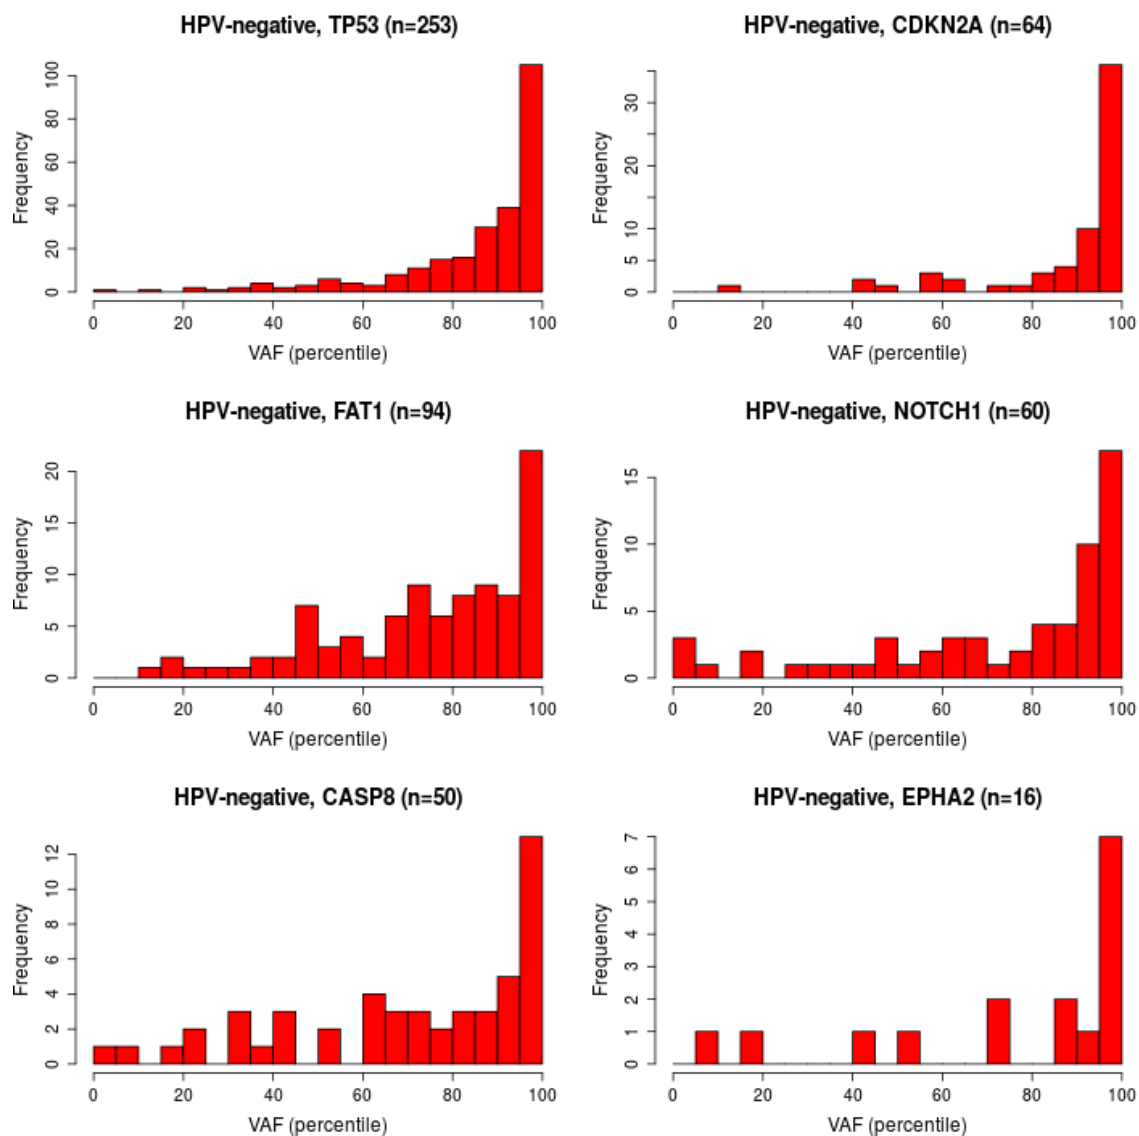 HPV-negative, TP53 (n=253)
Frequency
0 20 40 60 80 100
0 20 40 60 80 100
VAF (percentile)
HPV-negative, CDKN2A (n=64)
Frequency
0 5 10 20 30
0 20 40 60 80 100
VAF (percentile)
HPV-negative, FAT1 (n=94)
Frequency
0 5 10 15 20
0 20 40 60 80 100
VAF (percentile)
HPV-negative, NOTCH1 (n=60)
Frequency
0 5 10 15
0 20 40 60 80 100
VAF (percentile)
HPV-negative, CASP8 (n=50)
Frequency
0 2 4 6 8 10 12
0 20 40 60 80 100
VAF (percentile)
HPV-negative, EPHA2 (n=16)
Frequency
0 1 2 3 4 5 6 7
0 20 40 60 80 100
VAF (percentile)